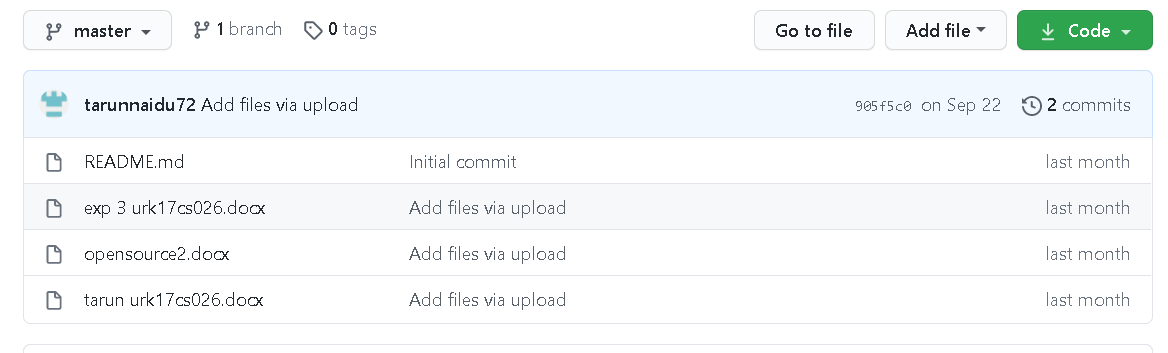 master 1 branch 0 tags Go to file Add file Code
tarunnaidu72 Add files via upload 905f5c0 on Sep 22 2 commits
README.md Initial commit last month
exp 3 urk17cs026.docx Add files via upload last month
opensource2.docx Add files via upload last month
tarun urk17cs026.docx Add files via upload last month